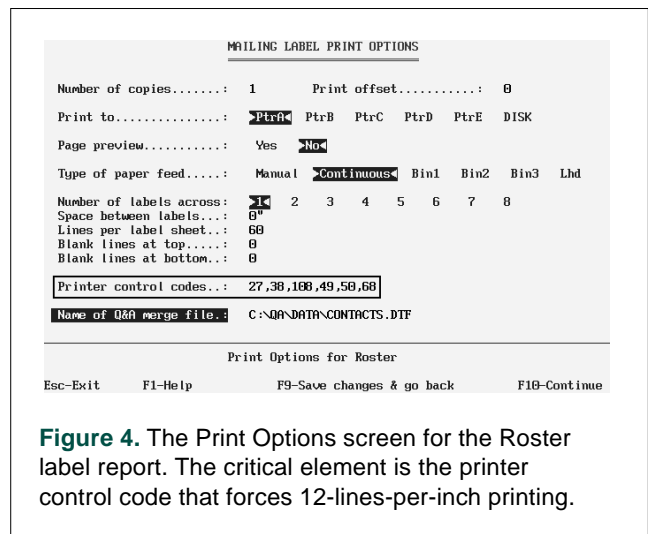 MAILING LABEL PRINT OPTIONS
Number of copies.......: 1 Print offset...........: 0
Print to...............: ►PtrA◄ PtrB PtrC PtrD PtrE DISK
Page preview...........: Yes ►No◄
Type of paper feed.....: Manual ►Continuous◄ Bin1 Bin2 Bin3 Lhd
Number of labels across: ►1◄ 2 3 4 5 6 7 8
Space between labels...: 0"
Lines per label sheet..: 60
Blank lines at top.....: 0
Blank lines at bottom..: 0
Printer control codes..: 27,38,108,49,50,68
Name of Q&A merge file.: C:\QA\DATA\CONTACTS.DTF
Print Options for Roster
Esc-Exit F1-Help F9-Save changes & go back F10-Continue
Figure 4. The Print Options screen for the Roster
label report. The critical element is the printer
control code that forces 12-lines-per-inch printing.